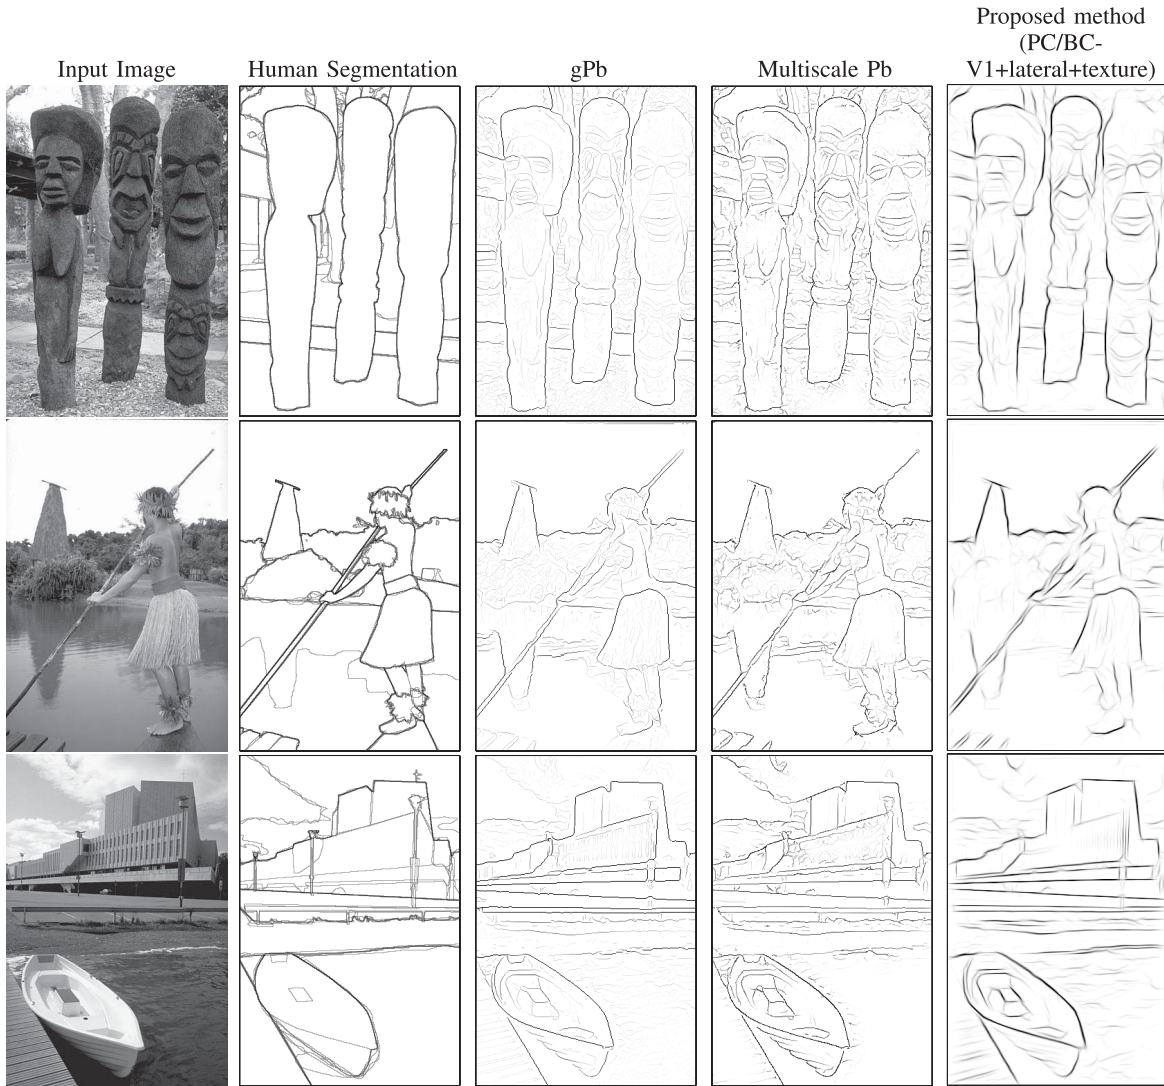 Input Image
Human Segmentation
gPb
Multiscale Pb
Proposed method
(PC/BC-
V1+lateral+texture)